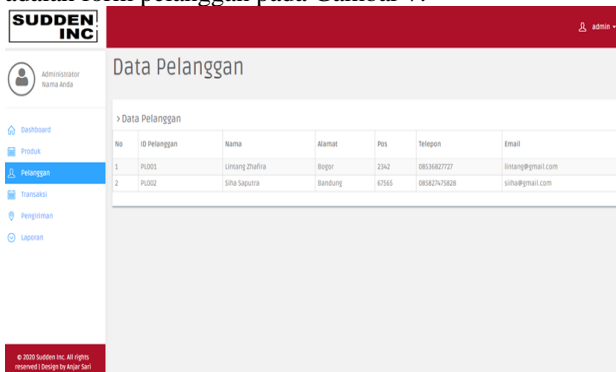 adalah form pelanggan pada Gambar 7.
SUDDEN
INC
admin
Administrator
Nama Anda
Data Pelanggan
Dashboard
Produk
Pelanggan
Transaksi
Pengiriman
Laporan
> Data Pelanggan
No ID Pelanggan Nama Alamat Pos Telepon Email
1 PL001 Lintang Zhafira Bogor 2342 08536827727 lintang@gmail.com
2 PL002 Siha Saputra Bandung 67565 085827475828 siiha@gmail.com
© 2020 Sudden Inc. All rights
reserved | Design by Anjar Sari